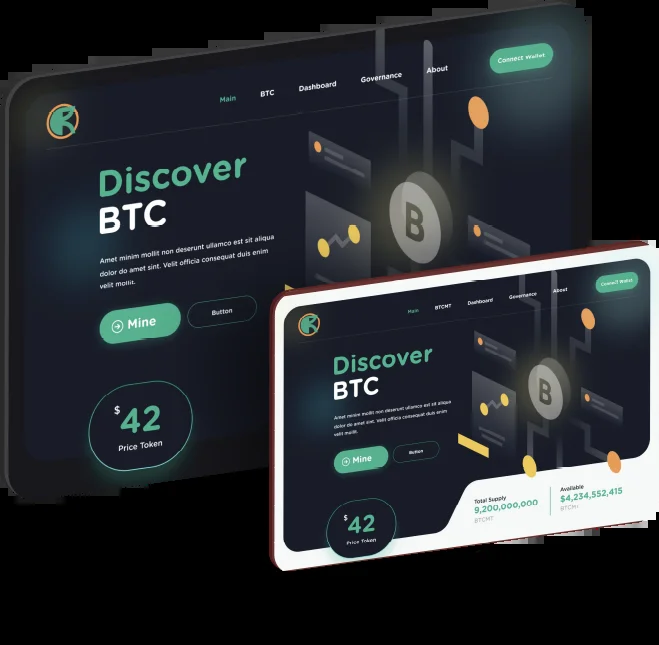 Main
BTC
Dashboard
Governance
About
Connect Wallet
Discover
BTC
Amet minim mollit non deserunt ullamco est sit aliqua
dolor do amet sint. Velit officia consequat duis enim
velit mollit.
Mine
Button
$
42
Price Token
B
Main
BTCMT
Dashboard
Governance
About
Connect Wallet
Discover
BTC
Amet minim mollit non deserunt ullamco est sit aliqua
dolor do amet sint. Velit officia consequat duis enim
velit mollit.
Mine
Button
B
$
42
Price Token
Total Supply
9,200,000,000
BTCMT
Available
$4,234,552,415
BTCMT